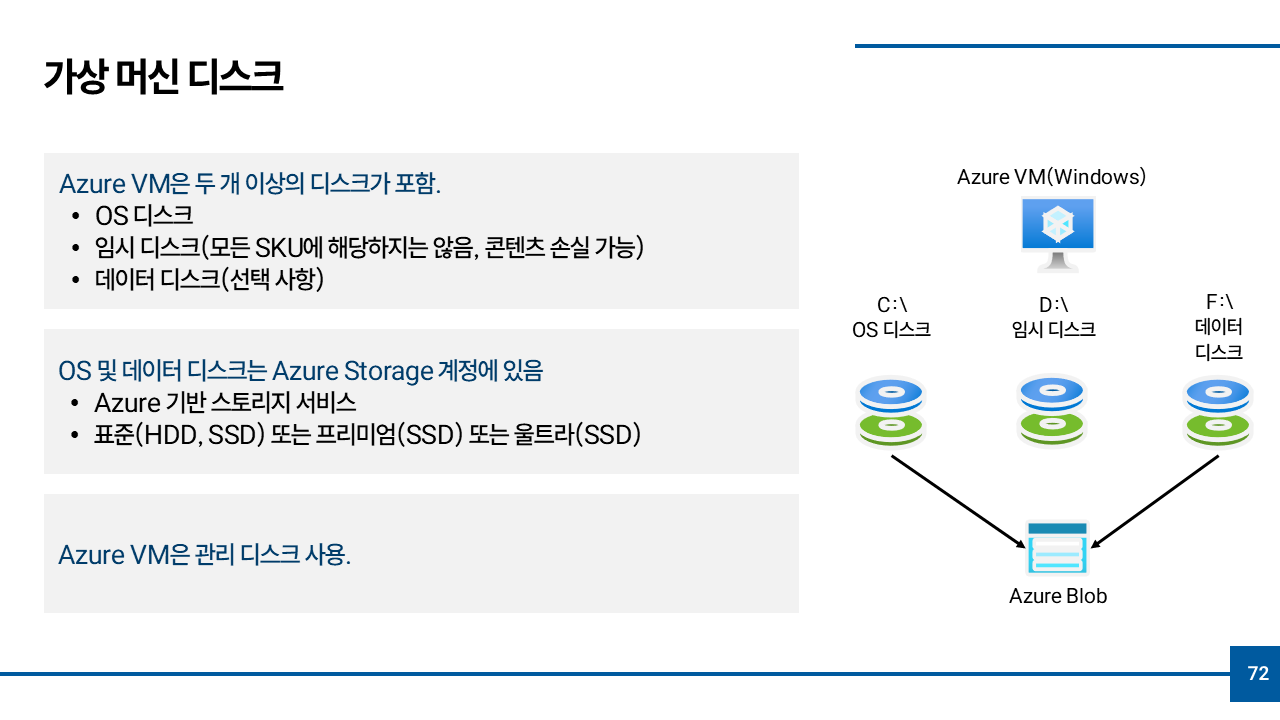 가상 머신 디스크
Azure VM은 두 개 이상의 디스크가 포함.
• OS 디스크
• 임시 디스크(모든 SKU에 해당하지는 않음, 콘텐츠 손실 가능)
• 데이터 디스크(선택 사항)
OS 및 데이터 디스크는 Azure Storage 계정에 있음
• Azure 기반 스토리지 서비스
• 표준(HDD, SSD) 또는 프리미엄(SSD) 또는 울트라(SSD)
Azure VM은 관리 디스크 사용.
Azure VM(Windows)
C:\
OS 디스크
D:\
임시 디스크
F:\
데이터
디스크
Azure Blob
72